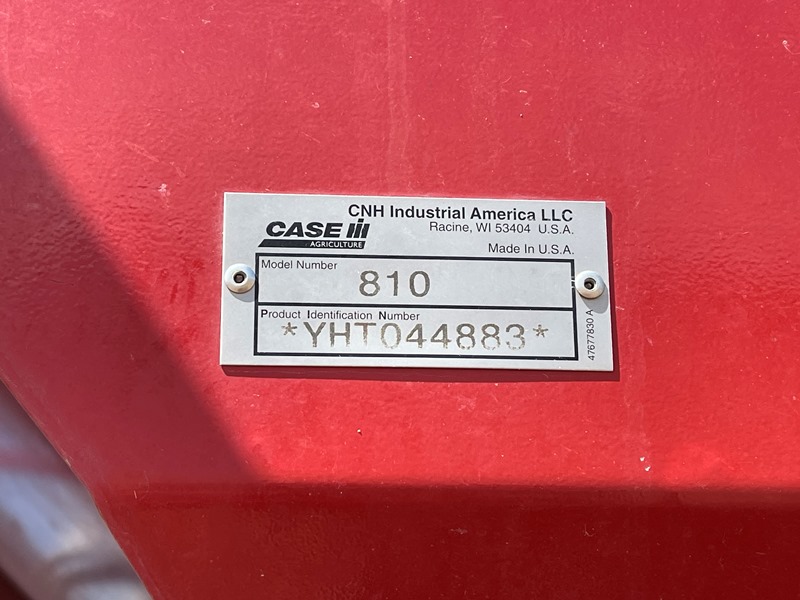 CNH Industrial America LLC
CASE IH
AGRICULTURE
Racine, WI 53404 U.S.A.
Made In U.S.A.
Model Number
810
Product Identification Number
*YHT044883*
47677830 A